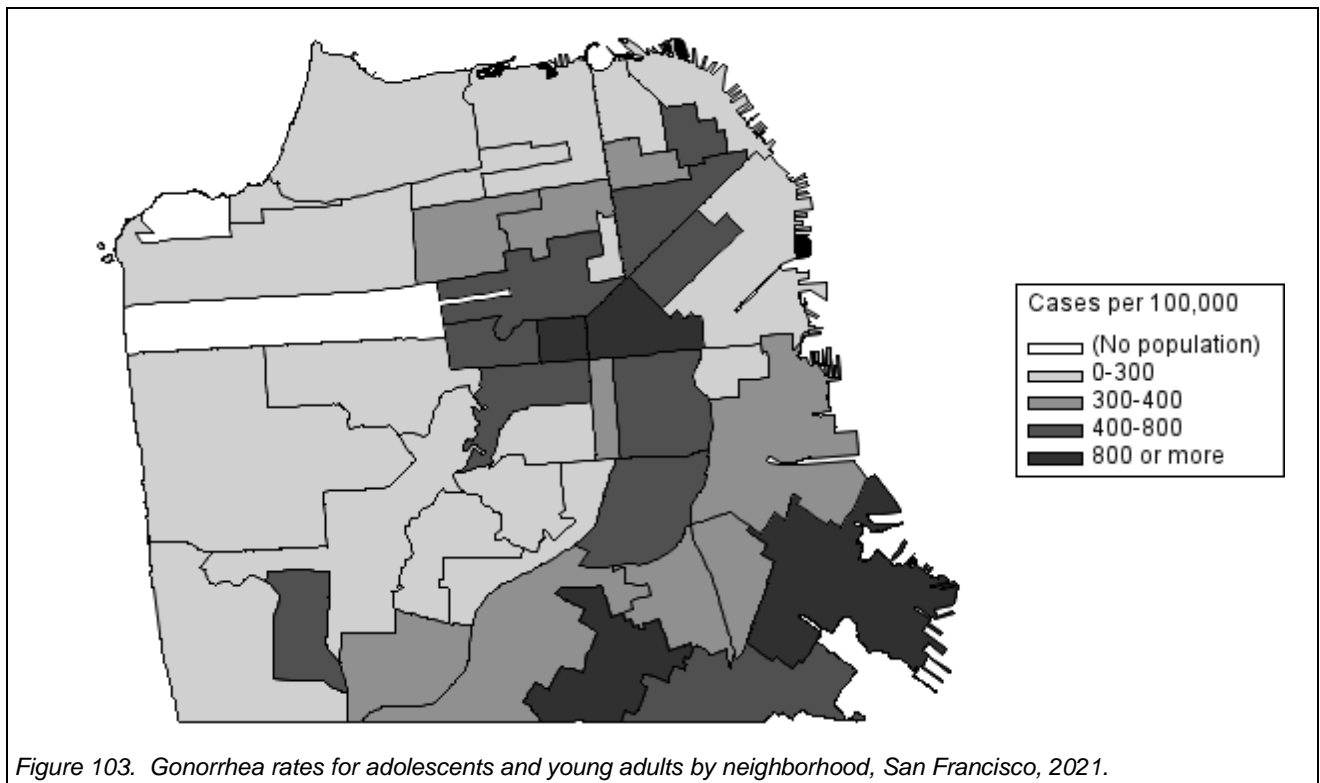 Cases per 100,000
(No population)
0-300
300-400
400-800
800 or more
Figure 103. Gonorrhea rates for adolescents and young adults by neighborhood, San Francisco, 2021.